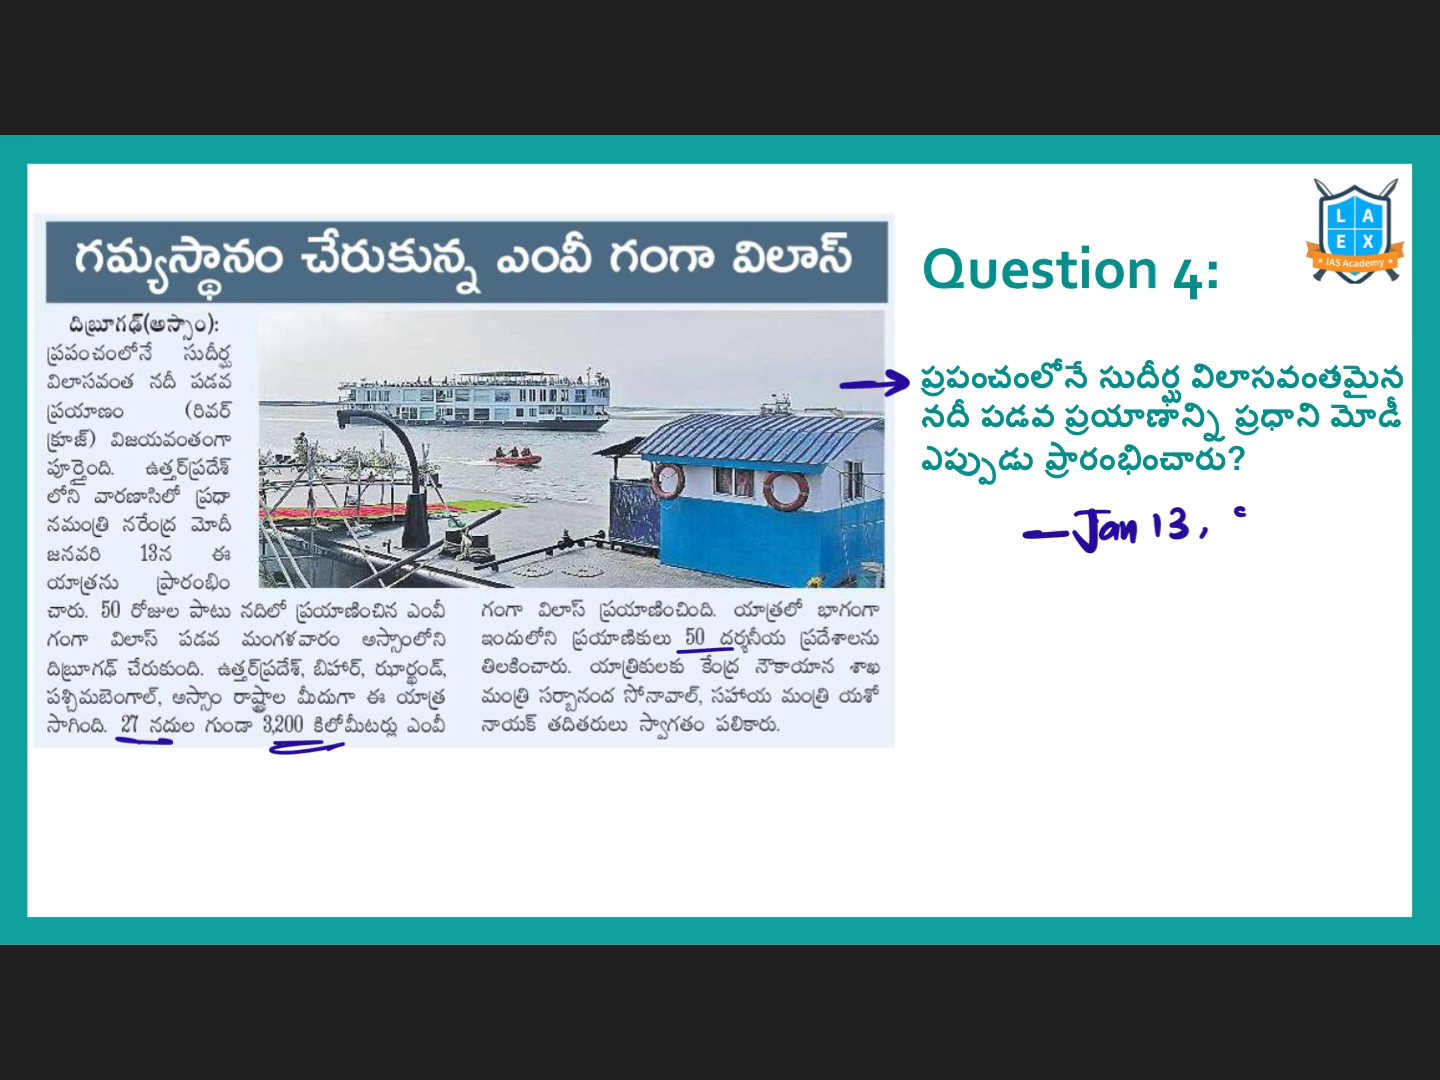 గమ్యస్థానం చేరుకున్న ఎంవీ గంగా విలాస్
దిబ్రూగఢ్(అస్సాం):
ప్రపంచంలోనే సుదీర్ఘ
విలాసవంత నదీ పడవ
ప్రయాణం (రివర్
క్రూజ్) విజయవంతంగా
పూర్తైంది. ఉత్తర్‌ప్రదేశ్
లోని వారణాసిలో ప్రధా
నమంత్రి నరేంద్ర మోదీ
జనవరి 13న ఈ
యాత్రను ప్రారంభిం
చారు. 50 రోజుల పాటు నదిలో ప్రయాణించిన ఎంవీ
గంగా విలాస్ పడవ మంగళవారం అస్సాంలోని
దిబ్రూగఢ్ చేరుకుంది. ఉత్తర్‌ప్రదేశ్, బిహార్, ఝార్ఖండ్,
పశ్చిమబెంగాల్, అస్సాం రాష్ట్రాల మీదుగా ఈ యాత్ర
సాగింది. 27 నదుల గుండా 3,200 కిలోమీటర్లు ఎంవీ
గంగా విలాస్ ప్రయాణించింది. యాత్రలో భాగంగా
ఇందులోని ప్రయాణికులు 50 దర్శనీయ ప్రదేశాలను
తిలకించారు. యాత్రికులకు కేంద్ర నౌకాయాన శాఖ
మంత్రి సర్బానంద సోనావాల్, సహాయ మంత్రి యశో
నాయక్ తదితరులు స్వాగతం పలికారు.
L A
E X
IAS Academy
Question 4:
ప్రపంచంలోనే సుదీర్ఘ విలాసవంతమైన
నదీ పడవ ప్రయాణాన్ని ప్రధాని మోడీ
ఎప్పుడు ప్రారంభించారు?
—Jan 13,